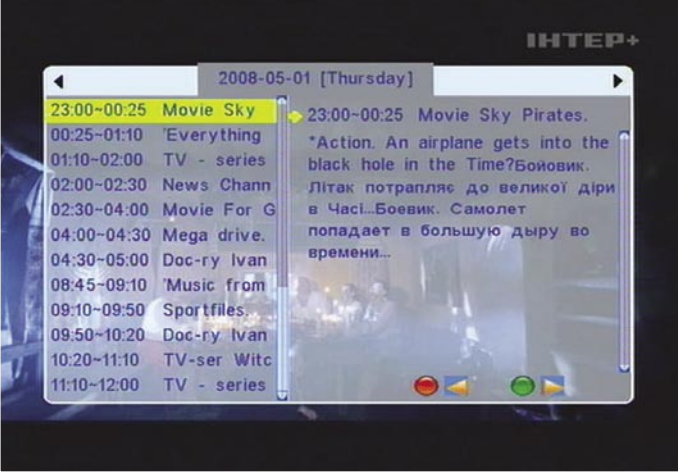 ІНТЕР+
2008-05-01 [Thursday]
23:00~00:25 Movie Sky
00:25~01:10 'Everything
01:10~02:00 TV - series
02:00~02:30 News Chann
02:30~04:00 Movie For G
04:00~04:30 Mega drive.
04:30~05:00 Doc-ry Ivan
08:45~09:10 'Music from
09:10~09:50 Sportfiles.
09:50~10:20 Doc-ry Ivan
10:20~11:10 TV-ser Witc
11:10~12:00 TV - series
23:00~00:25 Movie Sky Pirates.
*Action. An airplane gets into the
black hole in the Time?Бойовик.
Літак потрапляє до великої діри
в Часі...Боевик. Самолет
попадает в большую дыру во
времени...